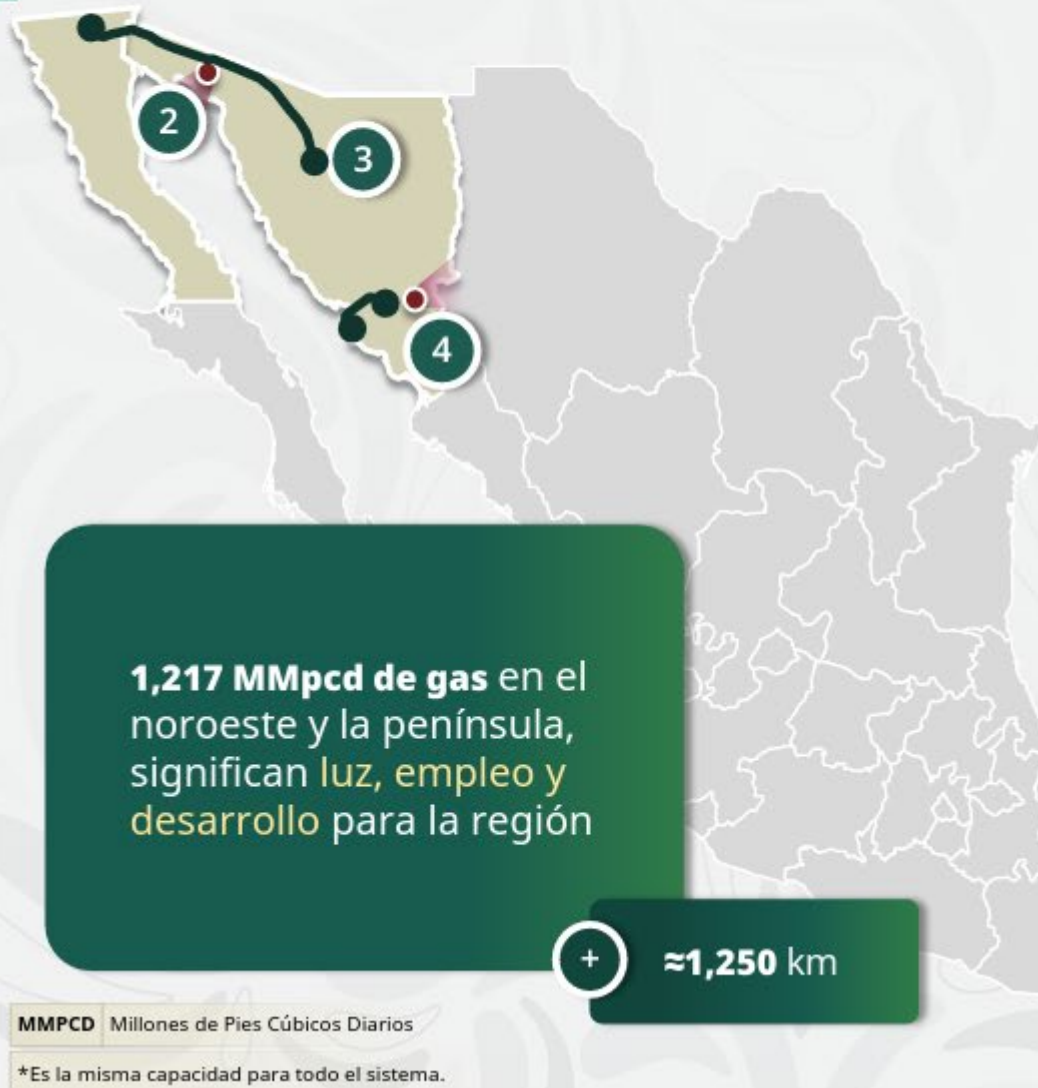 2
3
4
1,217 MMpcd de gas en el
noroeste y la península,
significan luz, empleo y
desarrollo para la región
+
≈1,250 km
MMPCD Millones de Pies Cúbicos Diarios
*Es la misma capacidad para todo el sistema.